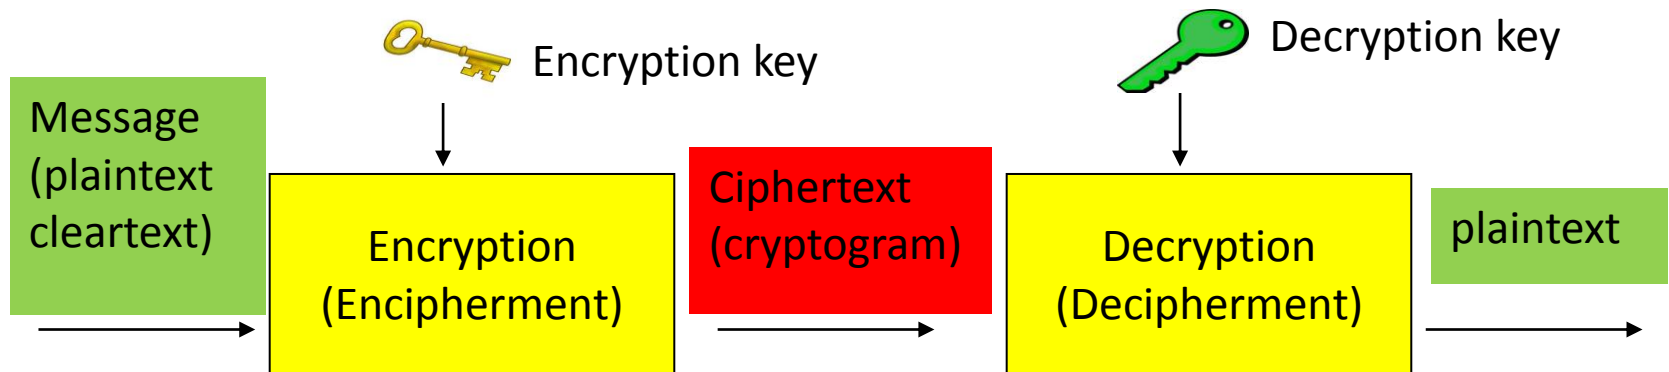 Encryption key
Decryption key
Message
(plaintext
cleartext)
Encryption
(Encipherment)
Ciphertext
(cryptogram)
Decryption
(Decipherment)
plaintext